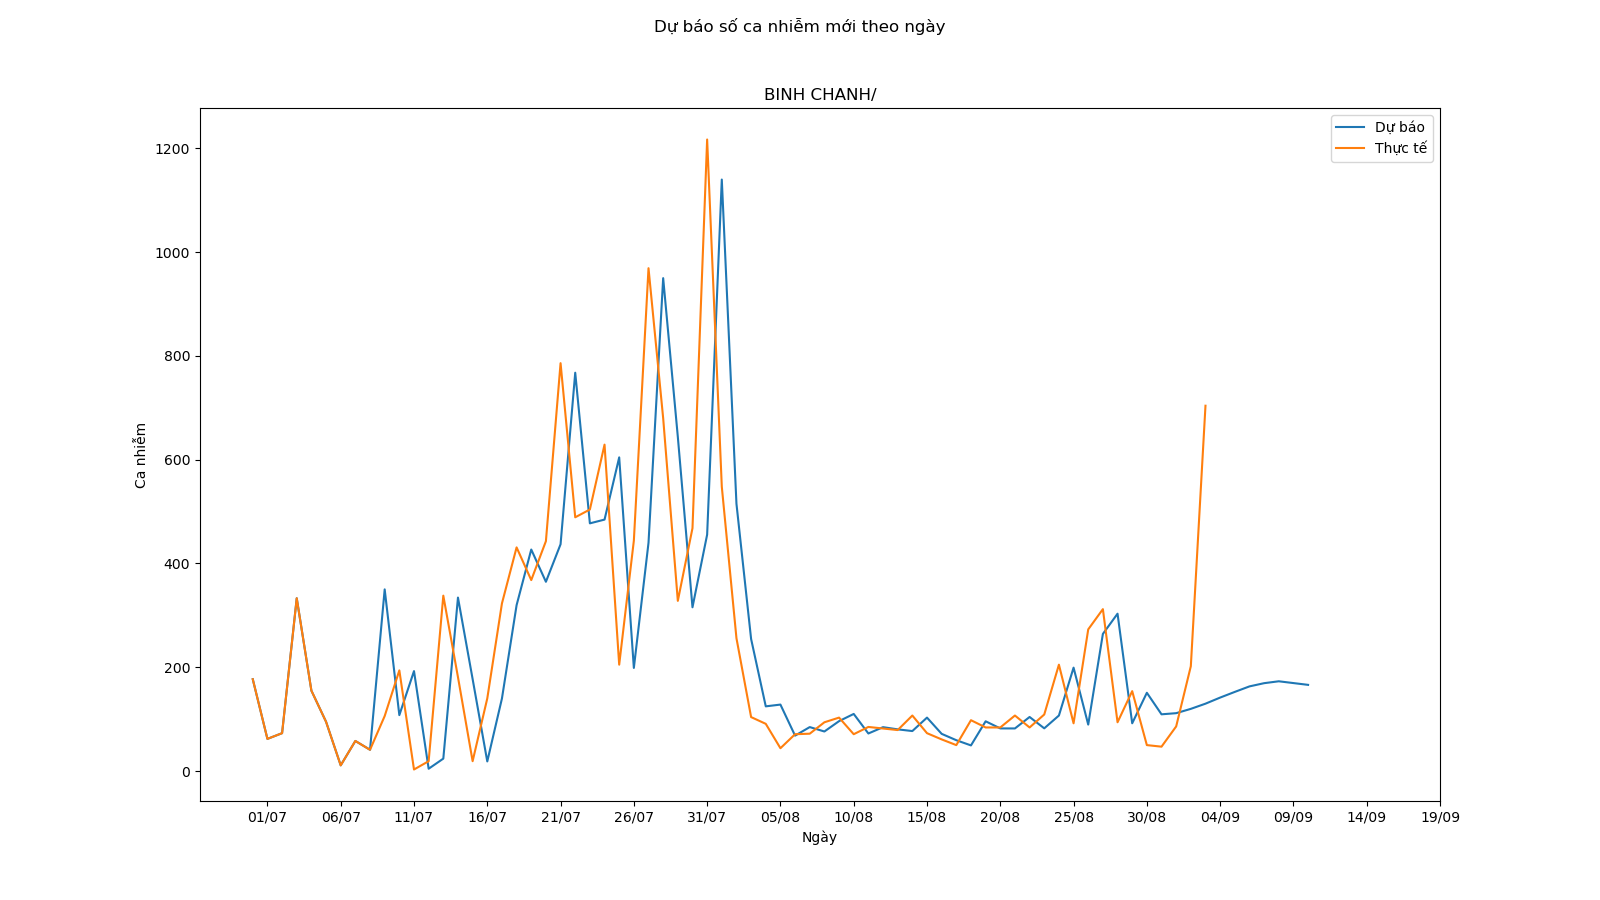 Dự báo số ca nhiễm mới theo ngày
BINH CHANH/
Dự báo
Thực tế
1200
1000
800
600
400
200
0
Ca nhiễm
01/07 06/07 11/07 16/07 21/07 26/07 31/07 05/08 10/08 15/08 20/08 25/08 30/08 04/09 09/09 14/09 19/09
Ngày